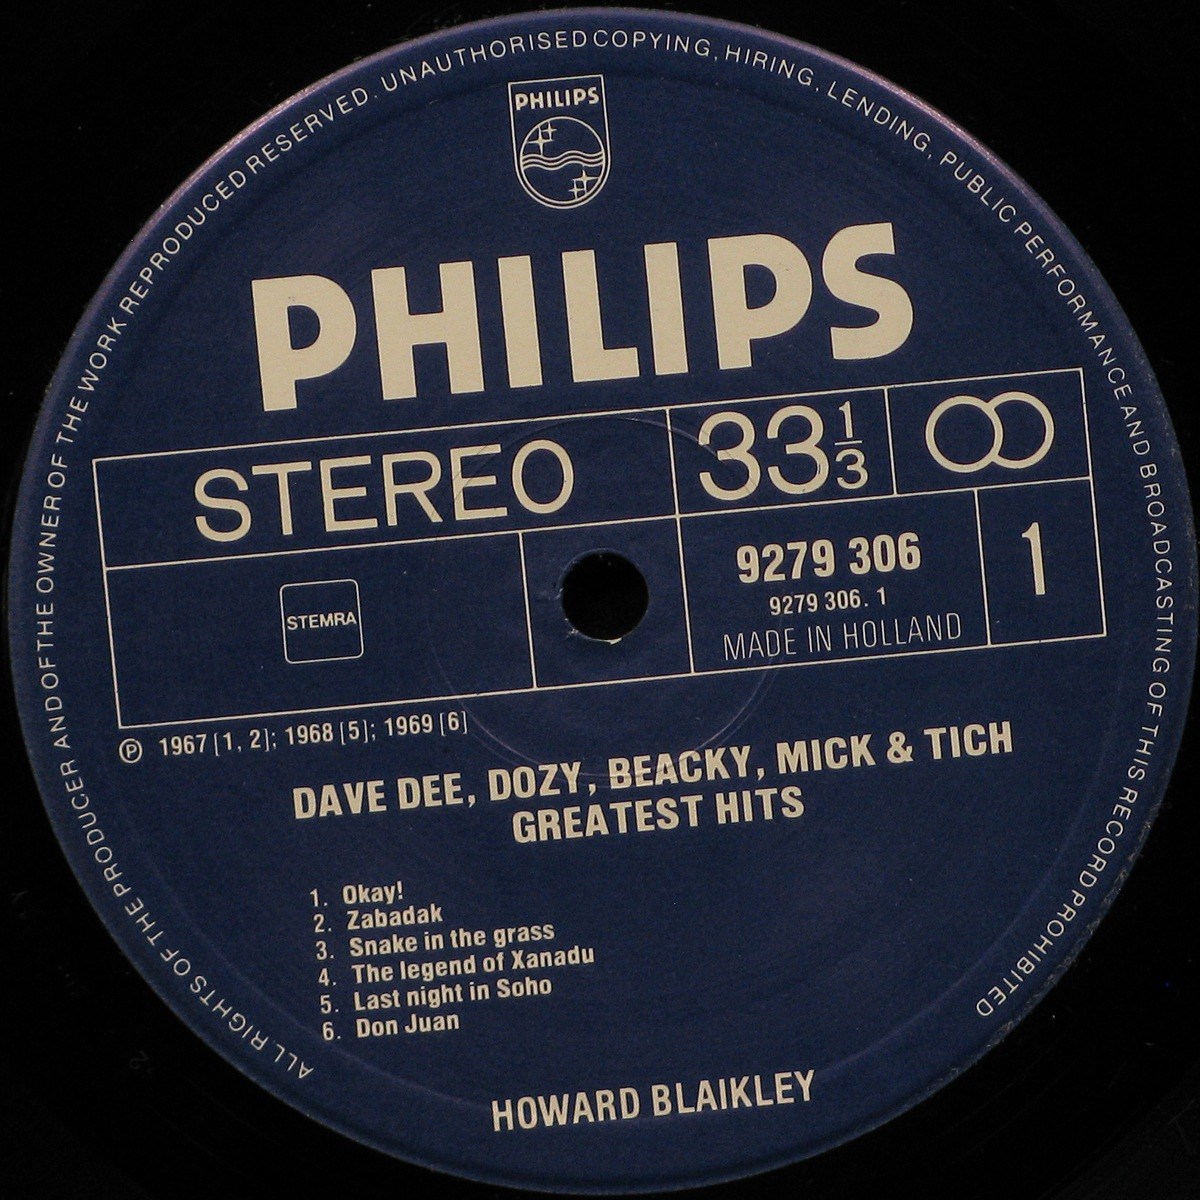 ALL RIGHTS OF THE PRODUCER AND OF THE OWNER OF THE WORK REPRODUCED RESERVED. UNAUTHORISED COPYING, HIRING, LENDING, PUBLIC PERFORMANCE AND BROADCASTING OF THIS RECORD PROHIBITED
PHILIPS
PHILIPS
STEREO
33 1/3
STEMRA
9279 306
9279 306. 1
MADE IN HOLLAND
1
℗ 1967 [1, 2]; 1968 [5]; 1969 [6]
DAVE DEE, DOZY, BEACKY, MICK & TICH
GREATEST HITS
1. Okay!
2. Zabadak
3. Snake in the grass
4. The legend of Xanadu
5. Last night in Soho
6. Don Juan
HOWARD BLAIKLEY